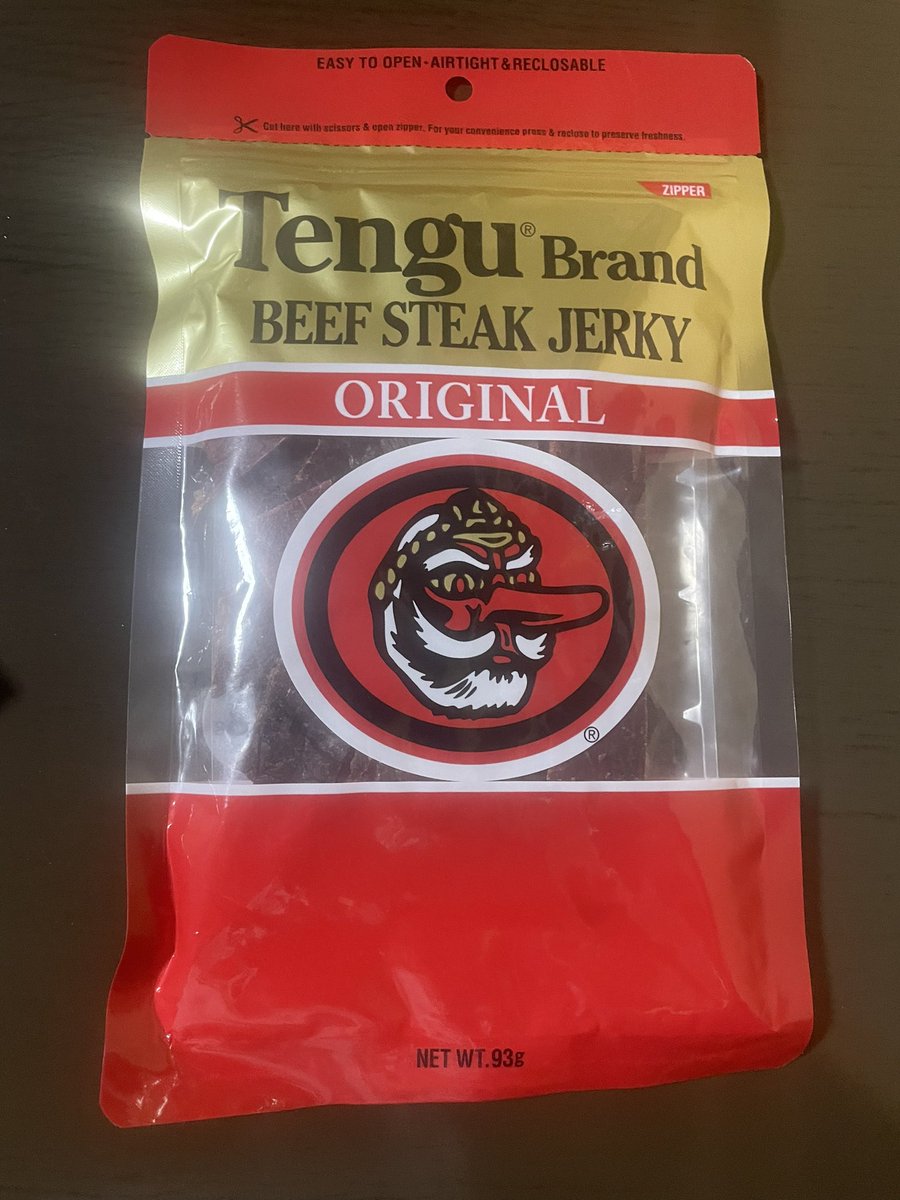 EASY TO OPEN-AIRTIGHT & RECLOSABLE
Cut here with scissors & open zipper. For your convenience press & reclose to preserve freshness.
ZIPPER
Tengu® Brand
BEEF STEAK JERKY
ORIGINAL
®
NET WT.93g